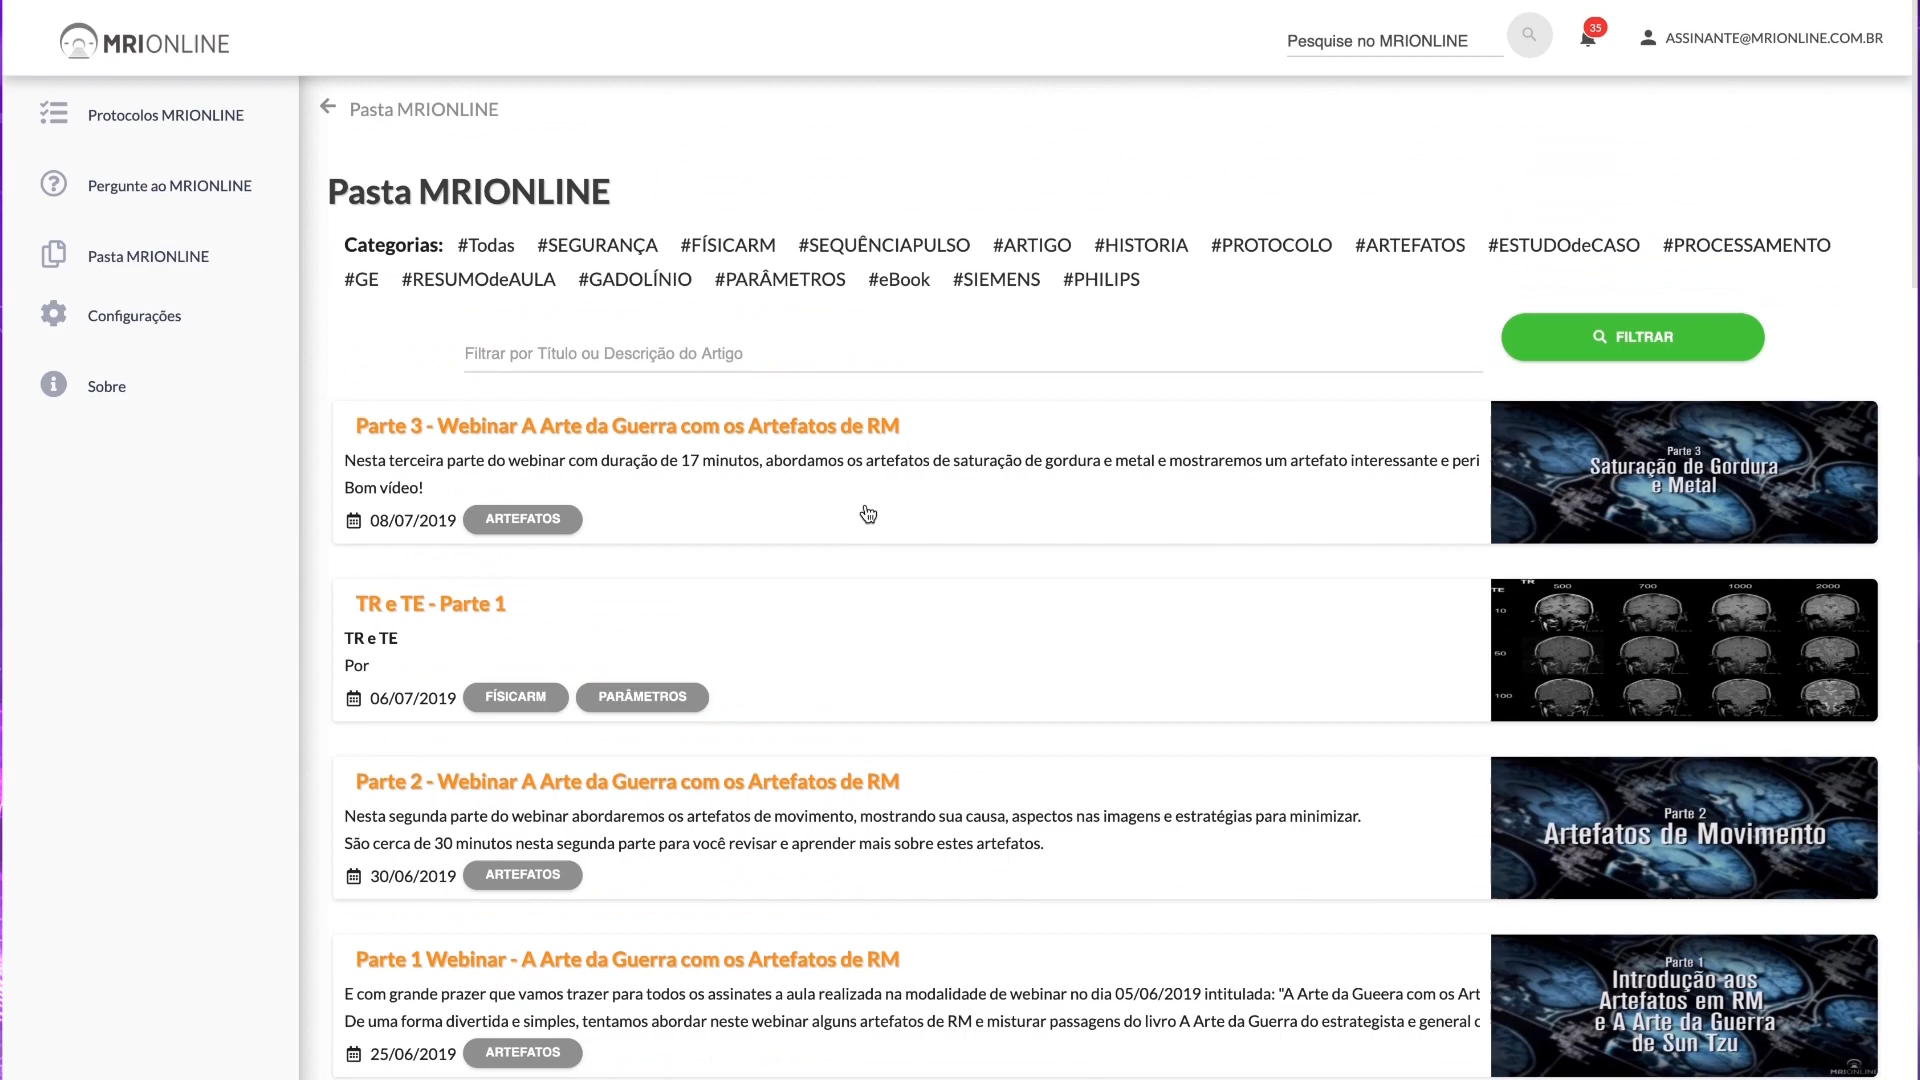 MRIONLINE
Pesquise no MRIONLINE
35
ASSINANTE@MRIONLINE.COM.BR
Protocolos MRIONLINE
Pergunte ao MRIONLINE
Pasta MRIONLINE
Configurações
Sobre
Pasta MRIONLINE
Pasta MRIONLINE
Categorias: #Todas #SEGURANÇA #FÍSICARM #SEQUÊNCIAPULSO #ARTIGO #HISTORIA #PROTOCOLO #ARTEFATOS #ESTUDOdeCASO #PROCESSAMENTO
#GE #RESUMOdeAULA #GADOLÍNIO #PARÂMETROS #eBook #SIEMENS #PHILIPS
Filtrar por Título ou Descrição do Artigo
FILTRAR
Parte 3 - Webinar A Arte da Guerra com os Artefatos de RM
Nesta terceira parte do webinar com duração de 17 minutos, abordamos os artefatos de saturação de gordura e metal e mostraremos um artefato interessante e peri
Bom vídeo!
08/07/2019 ARTEFATOS
Parte 3
Saturação de Gordura
e Metal
TR e TE - Parte 1
TR e TE
Por
06/07/2019 FÍSICARM PARÂMETROS
TR 500 700 1000 2000
TE
10
50
100
Parte 2 - Webinar A Arte da Guerra com os Artefatos de RM
Nesta segunda parte do webinar abordaremos os artefatos de movimento, mostrando sua causa, aspectos nas imagens e estratégias para minimizar.
São cerca de 30 minutos nesta segunda parte para você revisar e aprender mais sobre estes artefatos.
30/06/2019 ARTEFATOS
Parte 2
Artefatos de Movimento
Parte 1 Webinar - A Arte da Guerra com os Artefatos de RM
E com grande prazer que vamos trazer para todos os assinates a aula realizada na modalidade de webinar no dia 05/06/2019 intitulada: "A Arte da Gueera com os Art
De uma forma divertida e simples, tentamos abordar neste webinar alguns artefatos de RM e misturar passagens do livro A Arte da Guerra do estrategista e general c
25/06/2019 ARTEFATOS
Parte 1
Introdução aos
Artefatos em RM
e A Arte da Guerra
de Sun Tzu
MRIONLINE